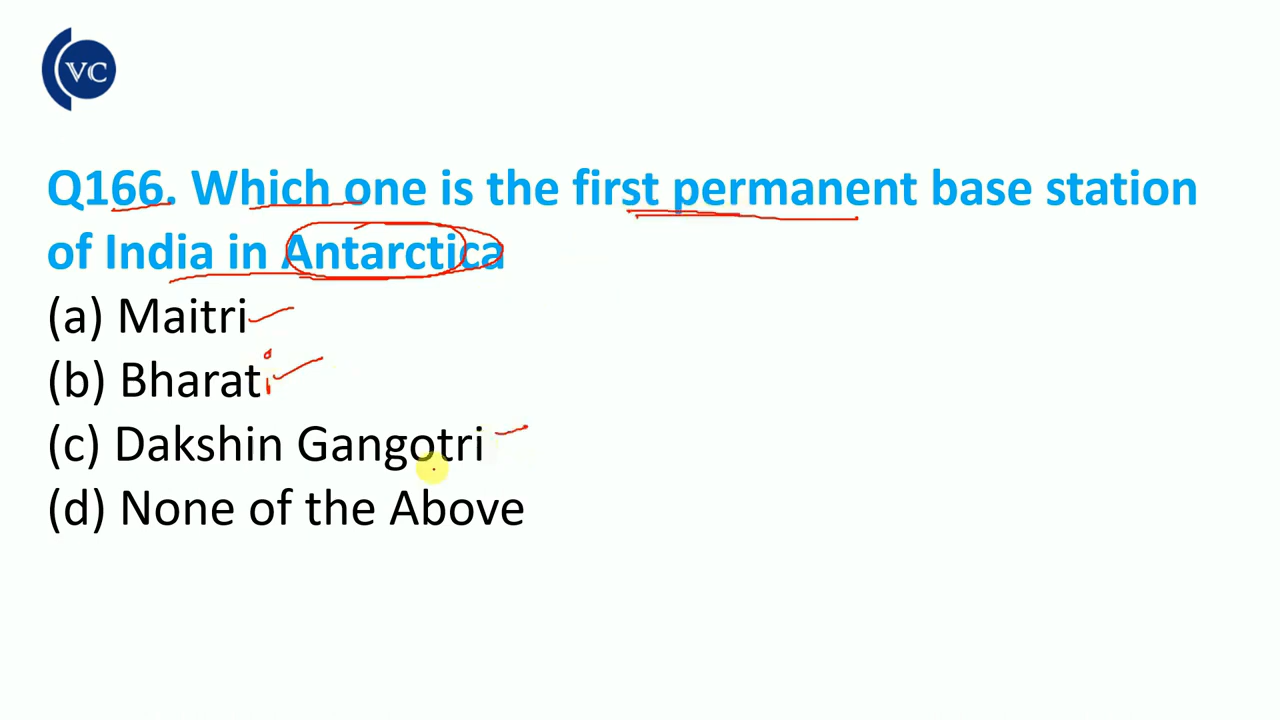 VC
Q166. Which one is the first permanent base station
of India in Antarctica
(a) Maitri
(b) Bharati
(c) Dakshin Gangotri
(d) None of the Above